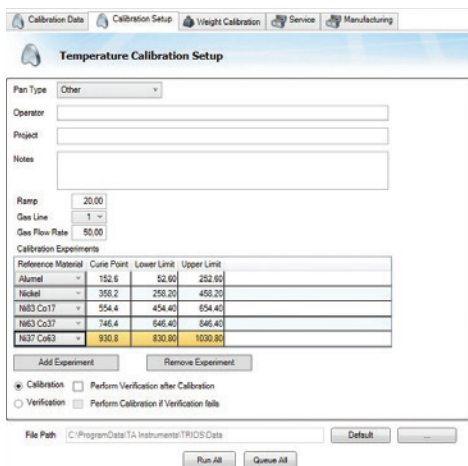 Calibration Data Calibration Setup Weight Calibration Service Manufacturing
Temperature Calibration Setup
Pan Type Other
Operator
Project
Notes
Ramp 20,00
Gas Line 1
Gas Flow Rate 50,00
Calibration Experiments
Reference Material Curie Point Lower Limit Upper Limit
Alumel 152,6 52,60 252,60
Nickel 358,2 258,20 458,20
Ni83 Co17 554,4 454,40 654,40
Ni63 Co37 746,4 646,40 846,40
Ni37 Co63 930,8 830,80 1030,80
Add Experiment Remove Experiment
Calibration Perform Verification after Calibration
Verification Perform Calibration if Verification fails
File Path C:\ProgramData\TA Instruments\TRIOS\Data Default ...
Run All Queue All